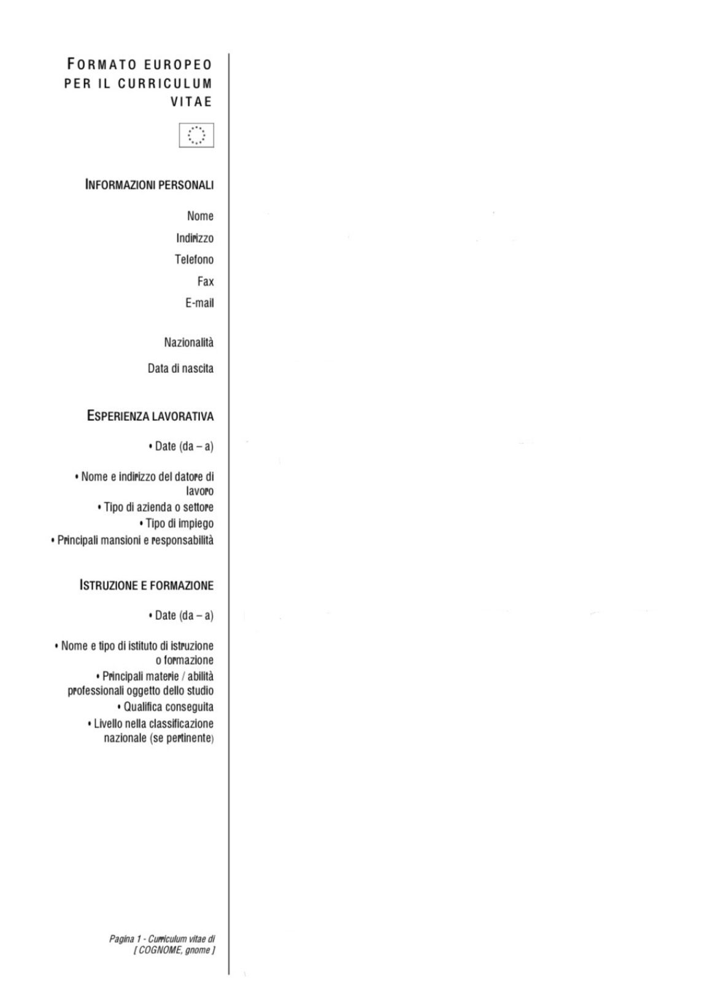 FORMATO EUROPEO
PER IL CURRICULUM
VITAE
INFORMAZIONI PERSONALI
Nome
Indirizzo
Telefono
Fax
E-mail
Nazionalità
Data di nascita
ESPERIENZA LAVORATIVA
• Date (da – a)
• Nome e indirizzo del datore di
lavoro
• Tipo di azienda o settore
• Tipo di impiego
• Principali mansioni e responsabilità
ISTRUZIONE E FORMAZIONE
• Date (da – a)
• Nome e tipo di istituto di istruzione
o formazione
• Principali materie / abilità
professionali oggetto dello studio
• Qualifica conseguita
• Livello nella classificazione
nazionale (se pertinente)
Pagina 1 - Curriculum vitae di
[ COGNOME, gnome ]